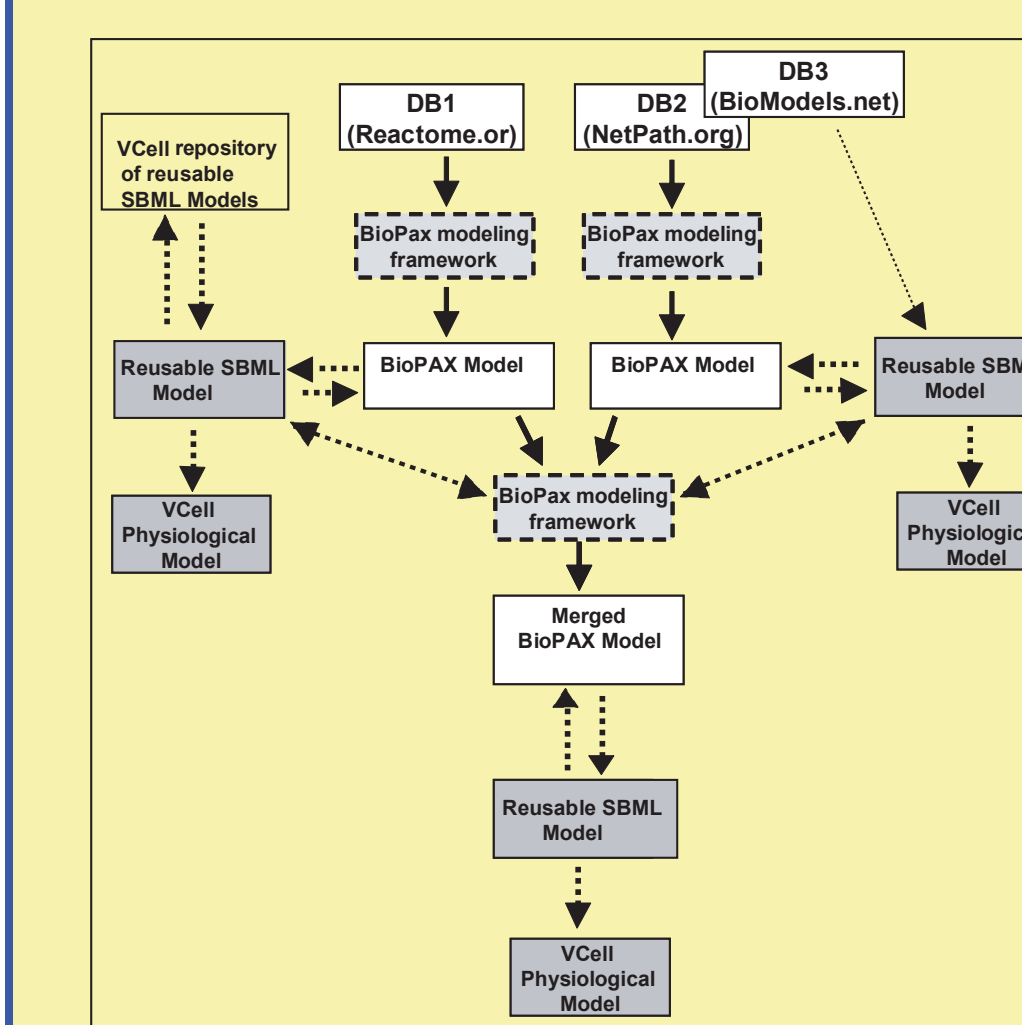 DB3
(BioModels.net)
DB1
(Reactome.or)
DB2
(NetPath.org)
VCell repository
of reusable
SBML Models
BioPax modeling
framework
BioPax modeling
framework
Reusable SBML
Model
BioPAX Model
BioPAX Model
Reusable SBM
Model
BioPax modeling
framework
VCell
Physiological
Model
VCell
Physiologic
Model
Merged
BioPAX Model
Reusable SBML
Model
VCell
Physiological
Model